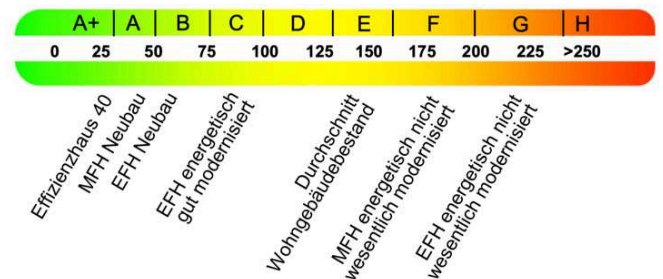 A+ A B C D E F G H
0 25 50 75 100 125 150 175 200 225 >250
Effizienzhaus 40
MFH Neubau
EFH Neubau
EFH energetisch
gut modernisiert
Durchschnitt
Wohngebäudebestand
MFH energetisch nicht
wesentlich modernisiert
EFH energetisch nicht
wesentlich modernisiert